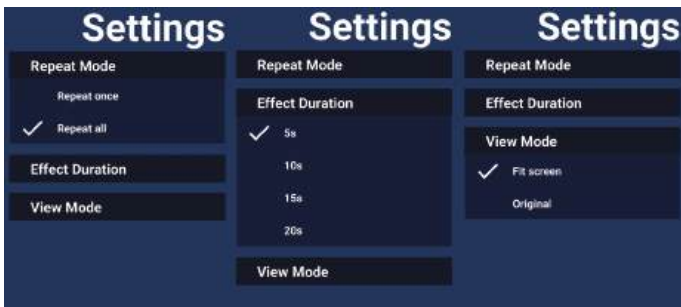 Settings
Repeat Mode
Repeat once
Repeat all
Effect Duration
View Mode
Settings
Repeat Mode
Effect Duration
5s
10s
15s
20s
View Mode
Settings
Repeat Mode
Effect Duration
View Mode
Fit screen
Original